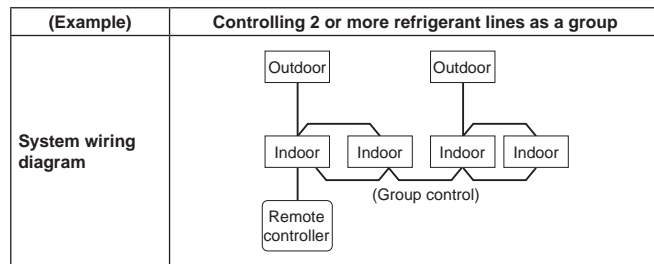 (Example)
Controlling 2 or more refrigerant lines as a group
System wiring
diagram
Outdoor
Outdoor
Indoor
Indoor
Indoor
Indoor
(Group control)
Remote
controller